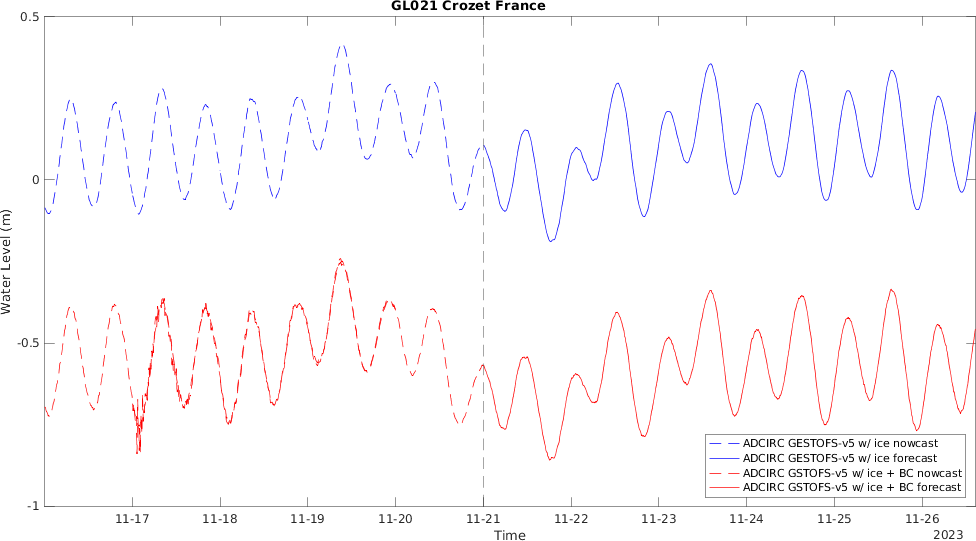 GL021 Crozet France
0.5
0
-0.5
-1
Water Level (m)
ADCIRC GESTOFS-v5 w/ ice nowcast
ADCIRC GESTOFS-v5 w/ ice forecast
ADCIRC GSTOFS-v5 w/ ice + BC nowcast
ADCIRC GSTOFS-v5 w/ ice + BC forecast
11-17 11-18 11-19 11-20 11-21 11-22 11-23 11-24 11-25 11-26
Time
2023